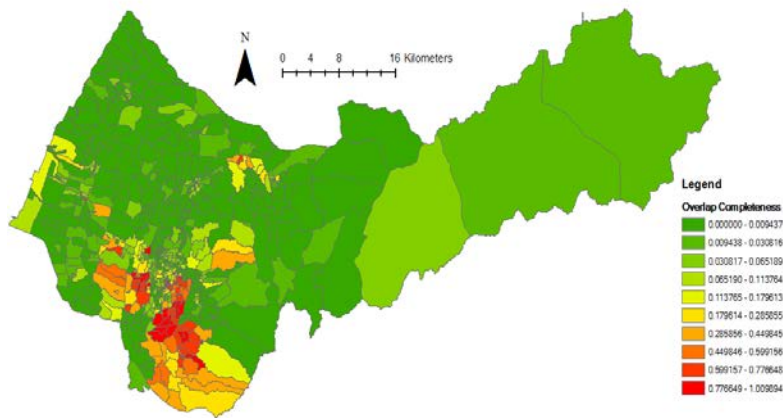 N
0 4 8 16 Kilometers
Legend
Overlap Completeness
0.000000 - 0.009437
0.009438 - 0.030816
0.030817 - 0.065189
0.065190 - 0.113764
0.113765 - 0.179613
0.179614 - 0.285855
0.285856 - 0.449845
0.449846 - 0.599156
0.599157 - 0.776648
0.776649 - 1.009894